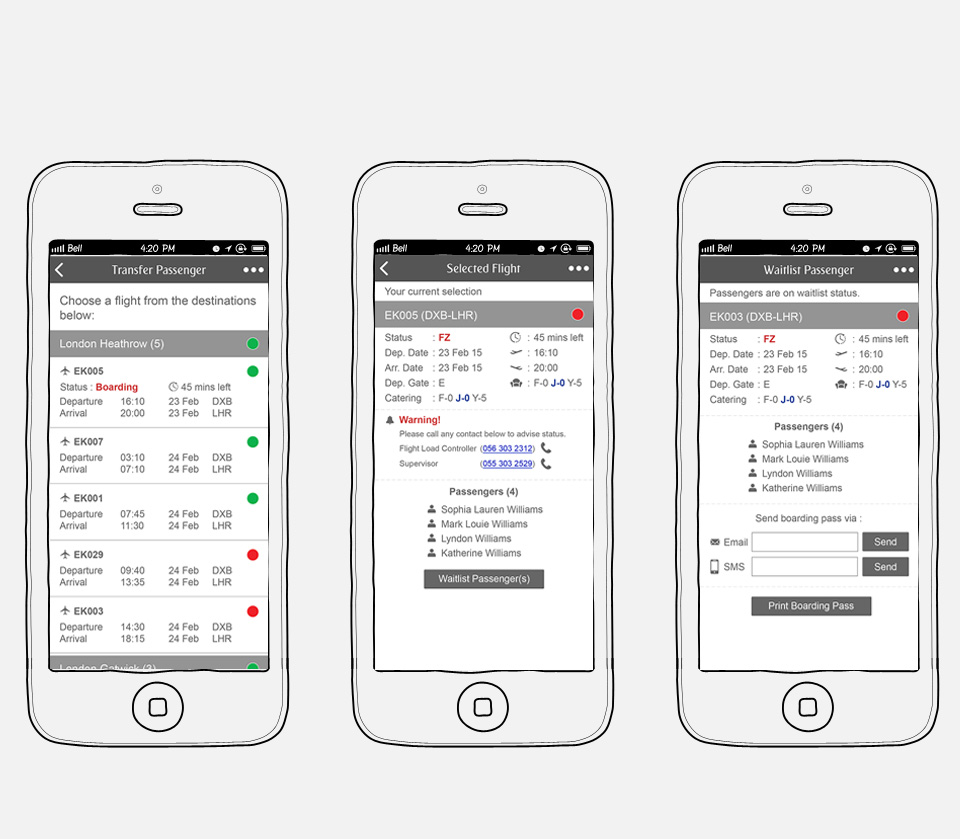 Bell 4:20 PM
Transfer Passenger
Choose a flight from the destinations
below:
London Heathrow (5)
EK005
Status : Boarding 45 mins left
Departure 16:10 23 Feb DXB
Arrival 20:00 23 Feb LHR
EK007
Departure 03:10 24 Feb DXB
Arrival 07:10 24 Feb LHR
EK001
Departure 07:45 24 Feb DXB
Arrival 11:30 24 Feb LHR
EK029
Departure 09:40 24 Feb DXB
Arrival 13:35 24 Feb LHR
EK003
Departure 14:30 24 Feb DXB
Arrival 18:15 24 Feb LHR
London Gatwick (3)
Bell 4:20 PM
Selected Flight
Your current selection
EK005 (DXB-LHR)
Status : FZ : 45 mins left
Dep. Date : 23 Feb 15 : 16:10
Arr. Date : 23 Feb 15 : 20:00
Dep. Gate : E : F-0 J-0 Y-5
Catering : F-0 J-0 Y-5
Warning!
Please call any contact below to advise status.
Flight Load Controller (056 303 2312)
Supervisor (055 303 2529)
Passengers (4)
Sophia Lauren Williams
Mark Louie Williams
Lyndon Williams
Katherine Williams
Waitlist Passenger(s)
Bell 4:20 PM
Waitlist Passenger
Passengers are on waitlist status.
EK003 (DXB-LHR)
Status : FZ : 45 mins left
Dep. Date : 23 Feb 15 : 16:10
Arr. Date : 23 Feb 15 : 20:00
Dep. Gate : E : F-0 J-0 Y-5
Catering : F-0 J-0 Y-5
Passengers (4)
Sophia Lauren Williams
Mark Louie Williams
Lyndon Williams
Katherine Williams
Send boarding pass via :
Email Send
SMS Send
Print Boarding Pass